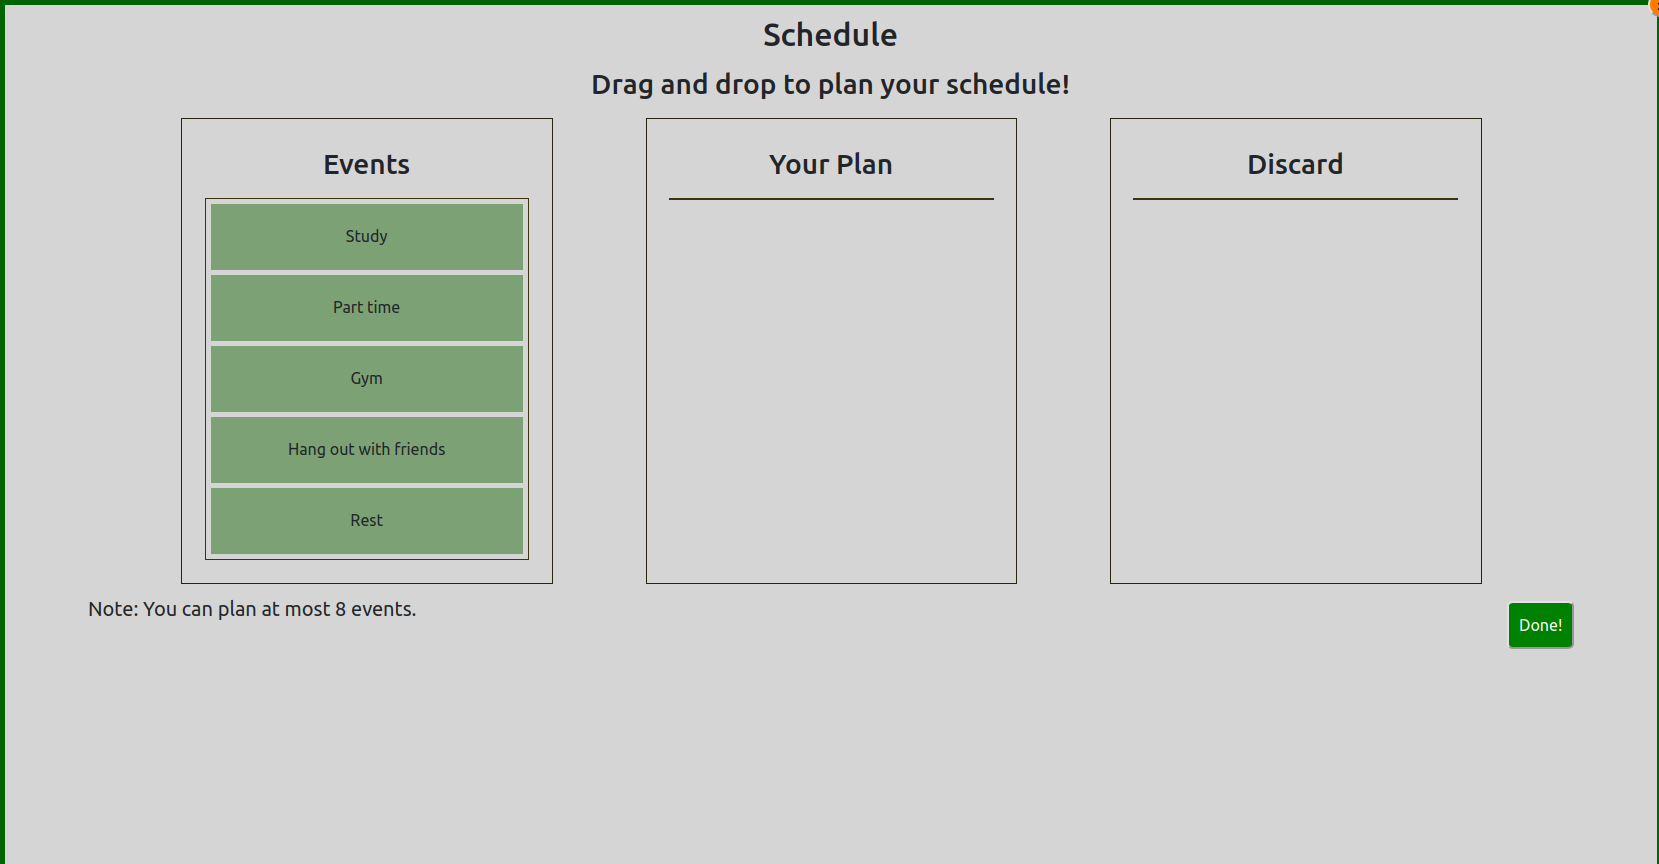 Schedule
Drag and drop to plan your schedule!
Events
Study
Part time
Gym
Hang out with friends
Rest
Your Plan
Discard
Note: You can plan at most 8 events.
Done!